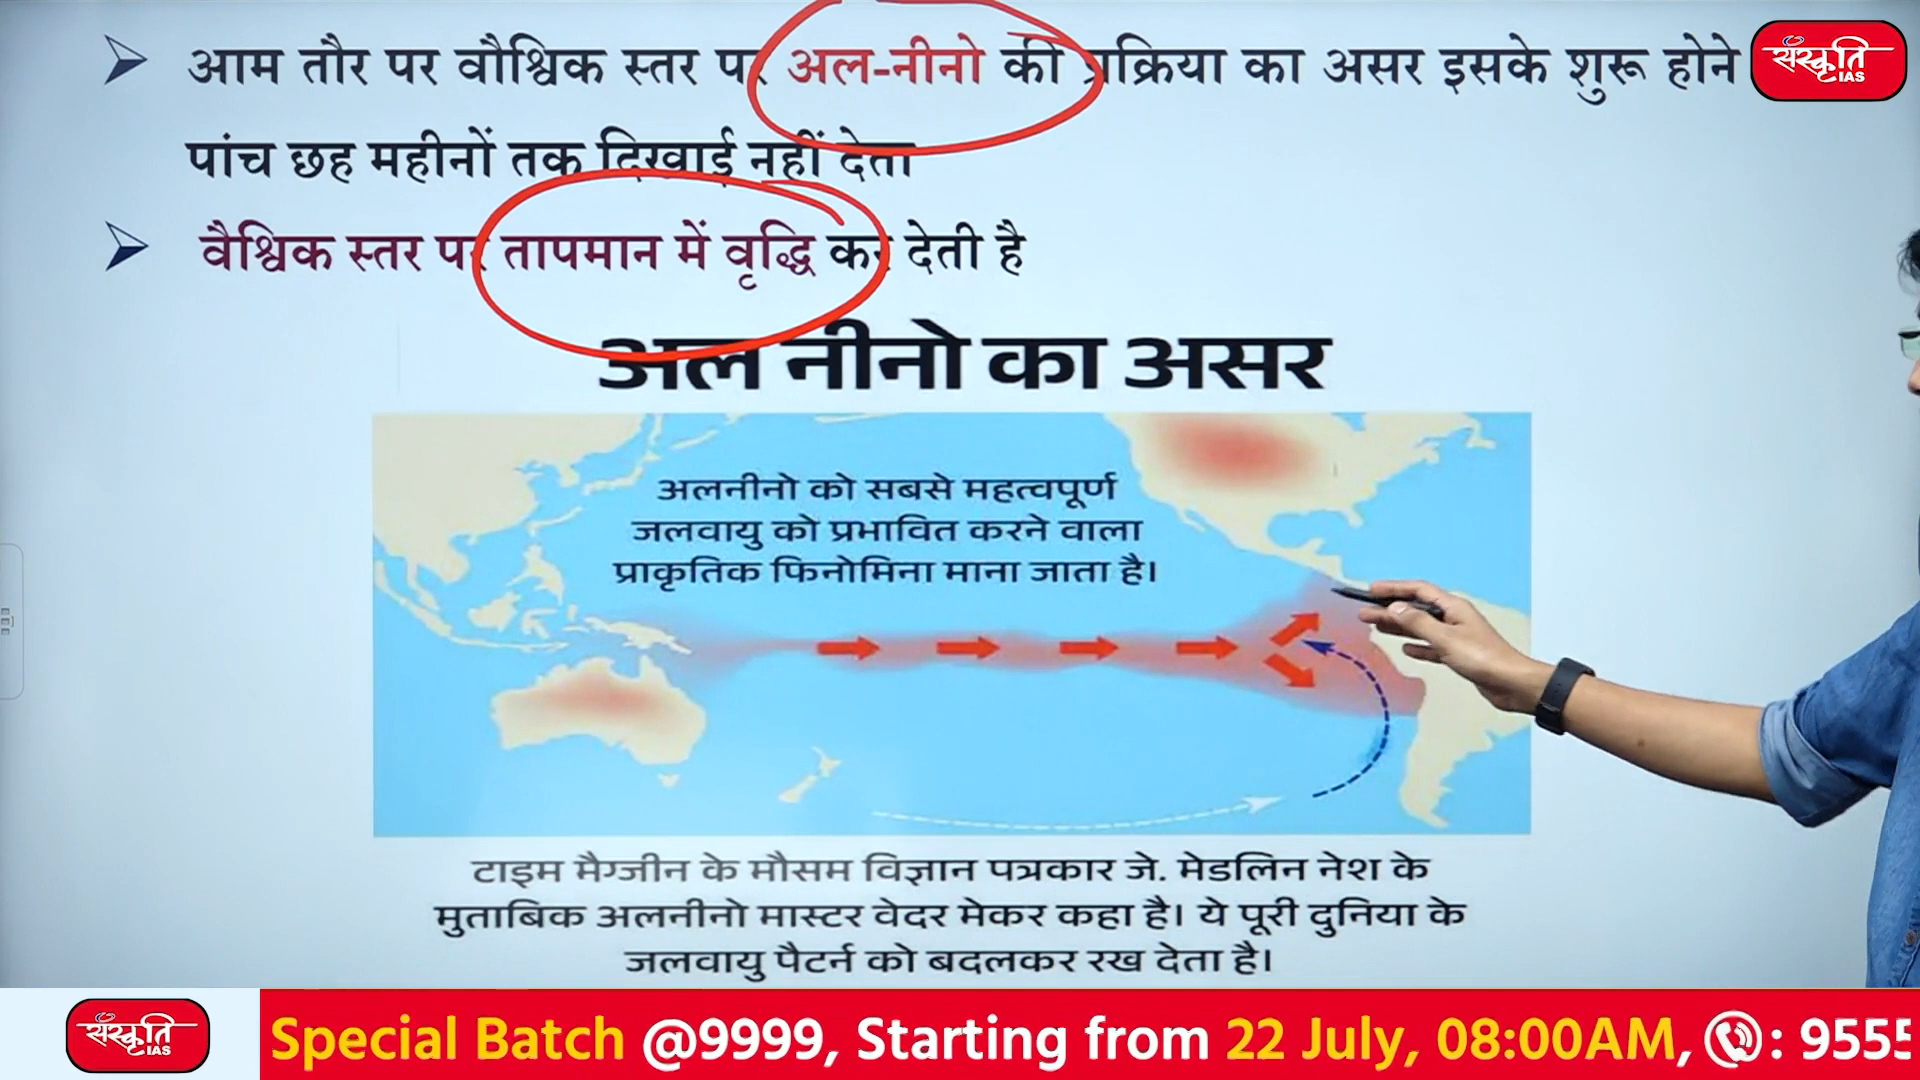 आम तौर पर वौश्विक स्तर पर अल-नीनो की प्रक्रिया का असर इसके शुरू होने
संस्कृति
IAS
पांच छह महीनों तक दिखाई नहीं देता
वैश्विक स्तर पर तापमान में वृद्धि कर देती है
अल नीनो का असर
अलनीनो को सबसे महत्वपूर्ण
जलवायु को प्रभावित करने वाला
प्राकृतिक फिनोमिना माना जाता है।
टाइम मैग्जीन के मौसम विज्ञान पत्रकार जे. मेडलिन नेश के
मुताबिक अलनीनो मास्टर वेदर मेकर कहा है। ये पूरी दुनिया के
जलवायु पैटर्न को बदलकर रख देता है।
संस्कृति
IAS
Special Batch @9999, Starting from 22 July, 08:00AM, : 9555